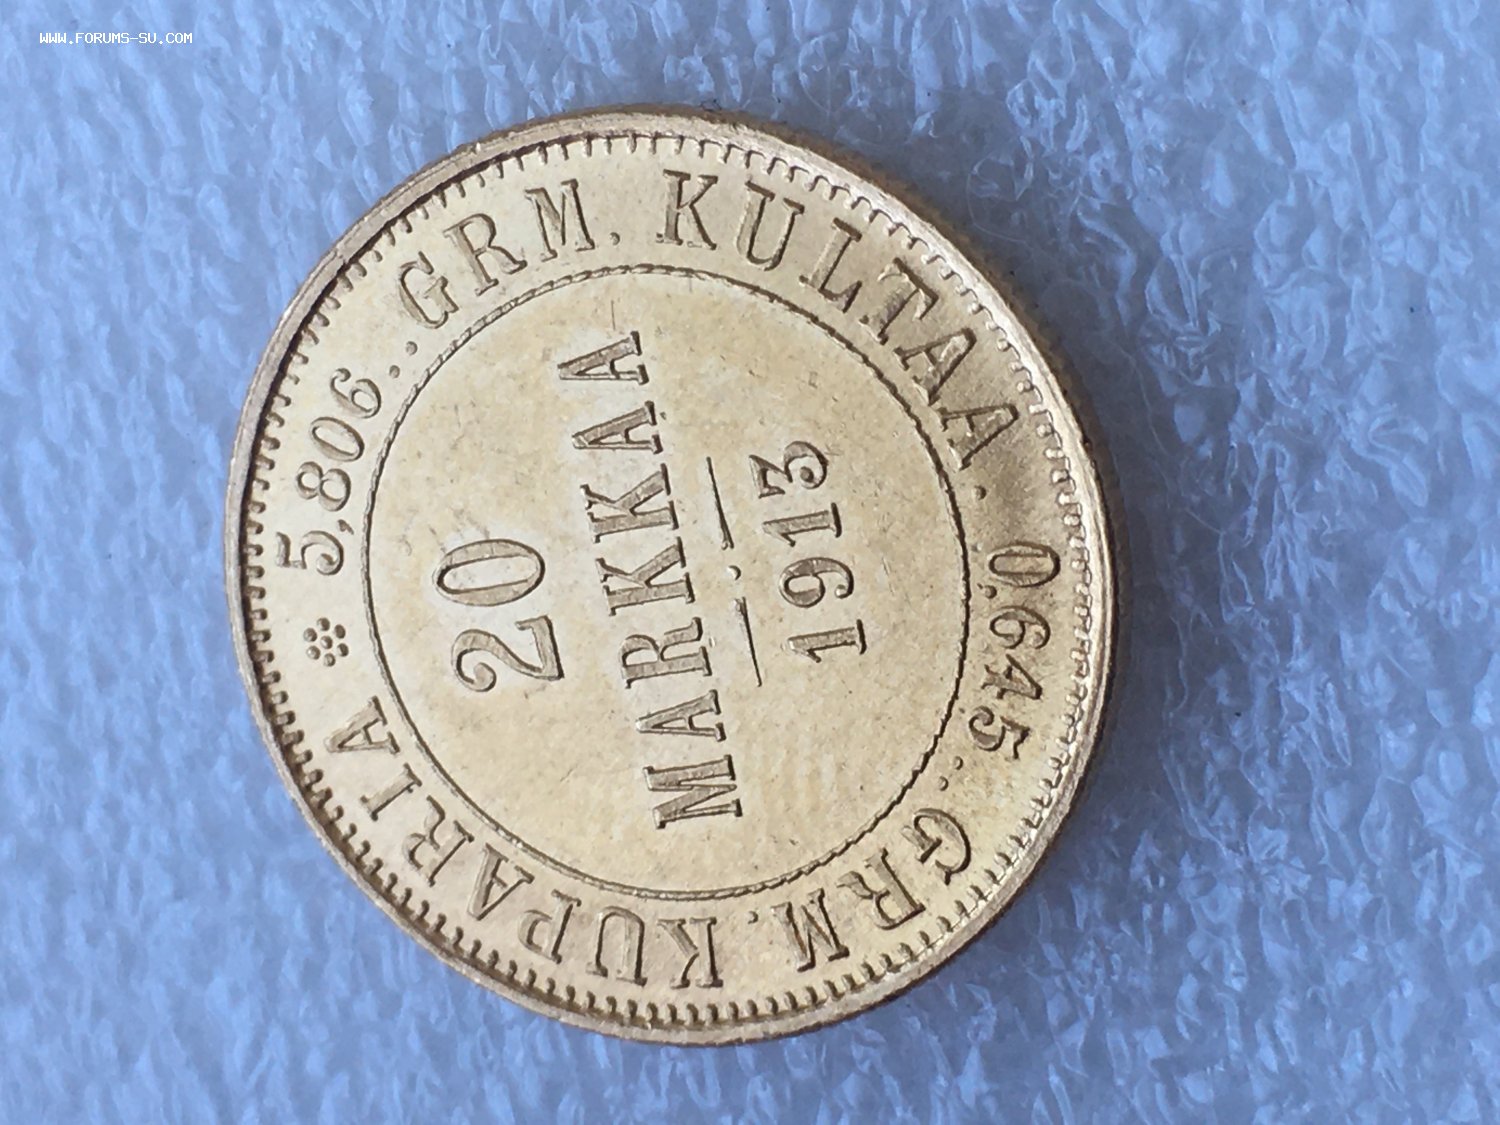 WWW.FORUMS-SU.COM
✻ 5,806..GRM. KULTAA. 0,645..GRM. KUPARIA
20
MARKKAA
1913